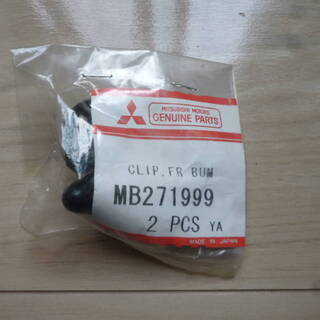 MITSUBISHI MOTORS
GENUINE PARTS
CLIP,FR BUM
MB271999
2 PCS YA
MADE IN JAPAN